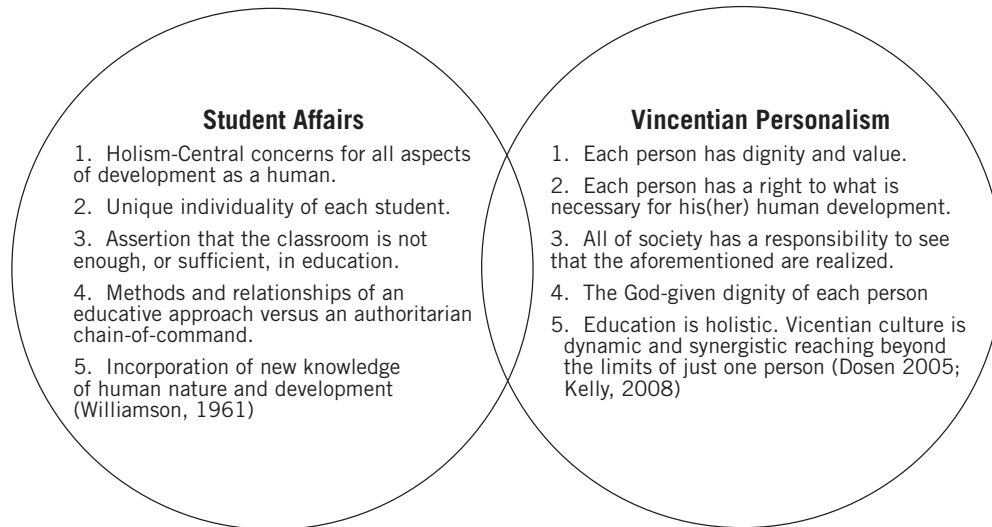 Student Affairs
1. Holism-Central concerns for all aspects
of development as a human.
2. Unique individuality of each student.
3. Assertion that the classroom is not
enough, or sufficient, in education.
4. Methods and relationships of an
educative approach versus an authoritarian
chain-of-command.
5. Incorporation of new knowledge
of human nature and development
(Williamson, 1961)
Vincentian Personalism
1. Each person has dignity and value.
2. Each person has a right to what is
necessary for his(her) human development.
3. All of society has a responsibility to see
that the aforementioned are realized.
4. The God-given dignity of each person
5. Education is holistic. Vicentian culture is
dynamic and synergistic reaching beyond
the limits of just one person (Dosen 2005;
Kelly, 2008)